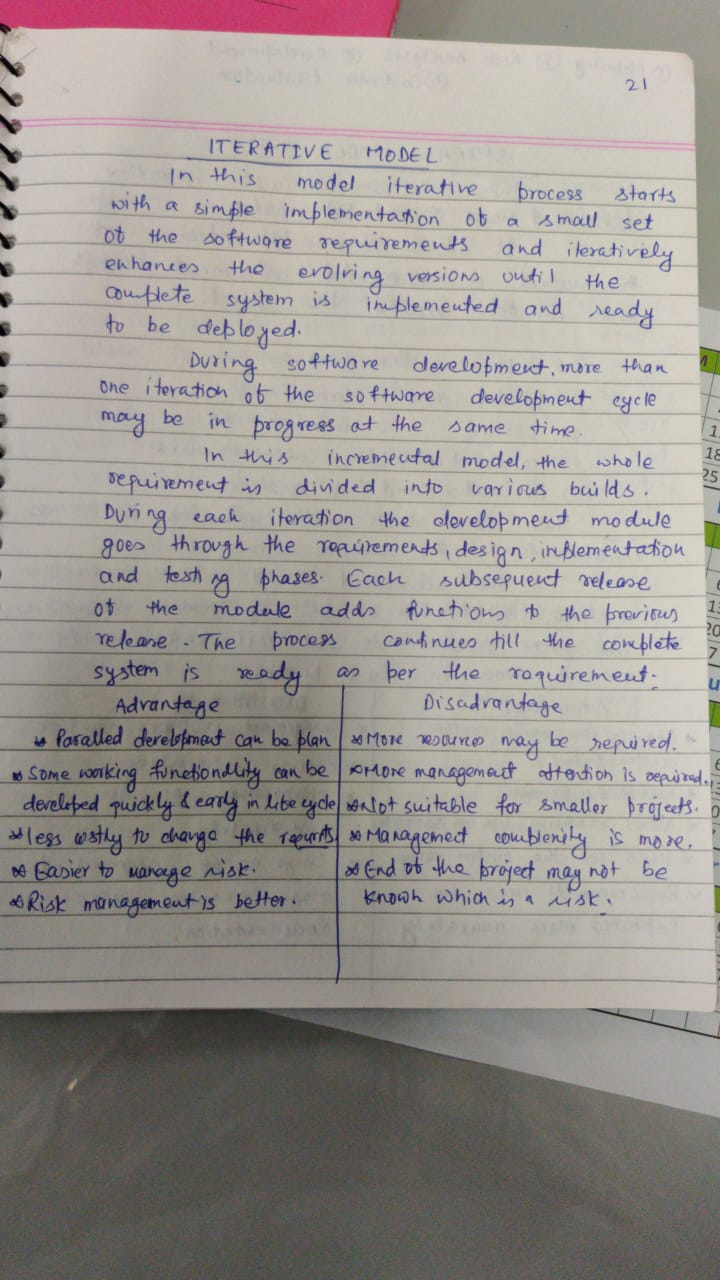 21
ITERATIVE MODEL
In this model iterative process starts
with a simple implementation of a small set
of the software requirements and iteratively
enhances the evolving versions until the
complete system is implemented and ready
to be deployed.
During software development, more than
one iteration of the software development cycle
may be in progress at the same time.
In this incremental model, the whole
requirement is divided into various builds.
During each iteration the development module
goes through the requirements, design, implementation
and testing phases. Each subsequent release
of the module adds functions to the previous
release. The process continues till the complete
system is ready as per the requirement.
Advantage
* Paralled development can be plan
* Some working functiondlity can be
developed quickly & early in life cycle
* less costly to change the
* Easier to manage risk.
* Risk management is better.
Disadvantage
* More resources may be required.
* More management attention is required.
* Not suitable for smaller projects.
* Management complexity is more.
* End of the project may not be
known which is a risk.
18
25